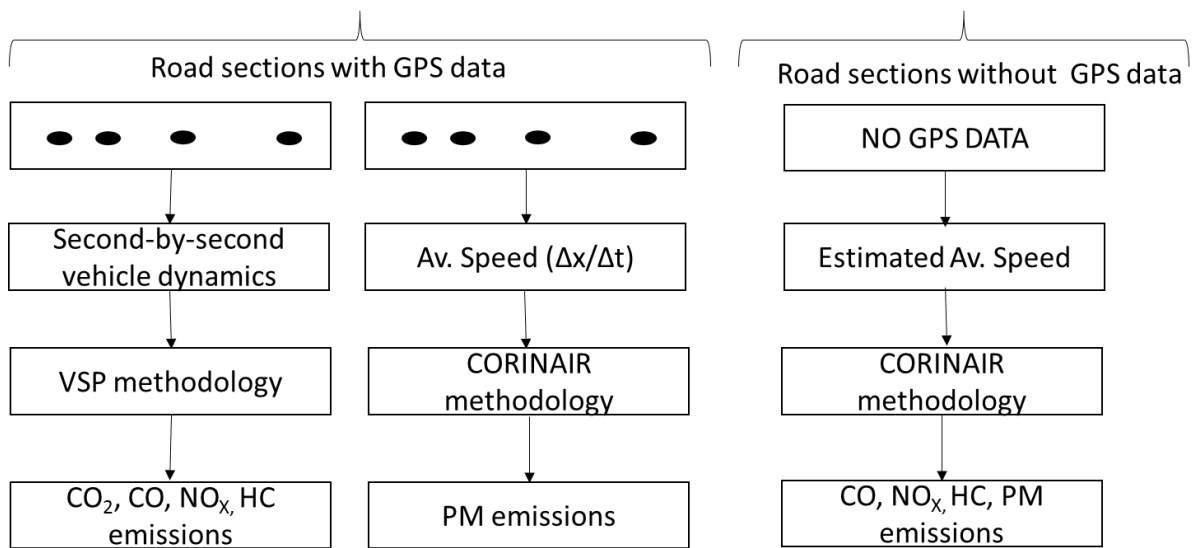 Road sections with GPS data
Second-by-second
vehicle dynamics
VSP methodology
CO₂, CO, NOX, HC
emissions
Av. Speed (Δx/Δt)
CORINAIR
methodology
PM emissions
Road sections without GPS data
NO GPS DATA
Estimated Av. Speed
CORINAIR
methodology
CO, NOX, HC, PM
emissions